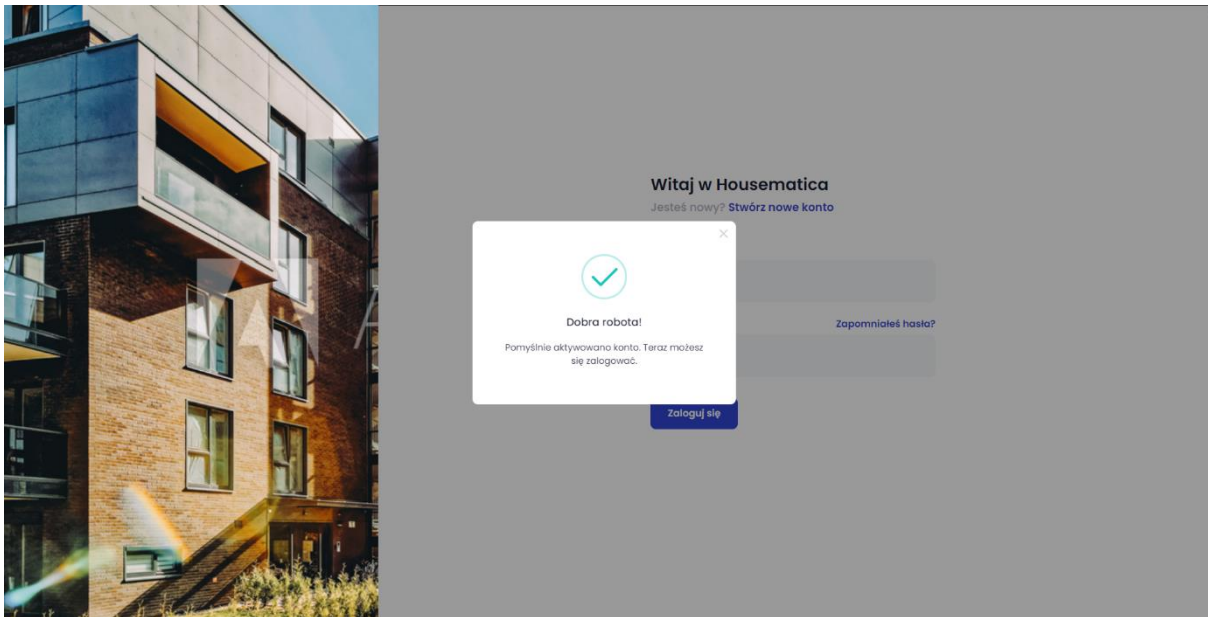 Witaj w Housematica
Jesteś nowy? Stwórz nowe konto
Dobra robota!
Pomyślnie aktywowano konto. Teraz możesz
się zalogować.
Zapomniałeś hasło?
Zaloguj się